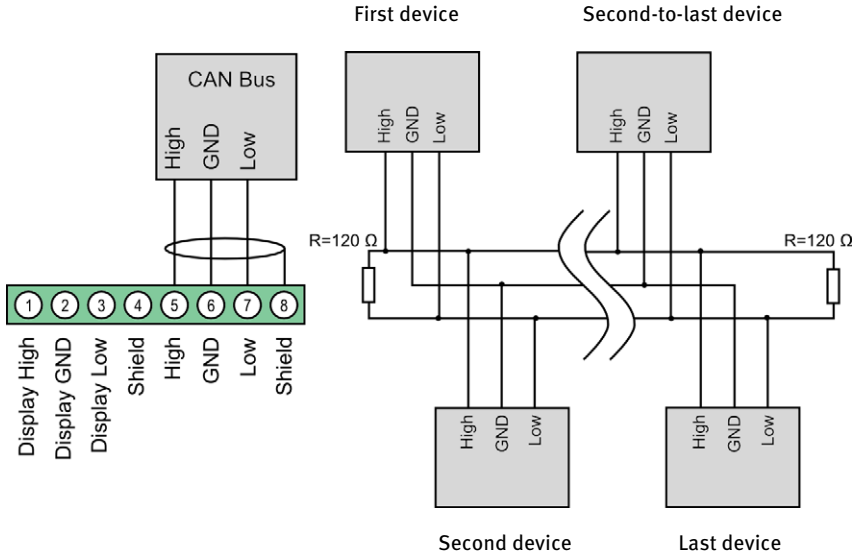 First device
Second-to-last device
CAN Bus
High
GND
Low
High
GND
Low
High
GND
Low
R=120 Ω
R=120 Ω
1
2
3
4
5
6
7
8
Display High
Display GND
Display Low
Shield
High
GND
Low
Shield
High
GND
Low
High
GND
Low
Second device
Last device